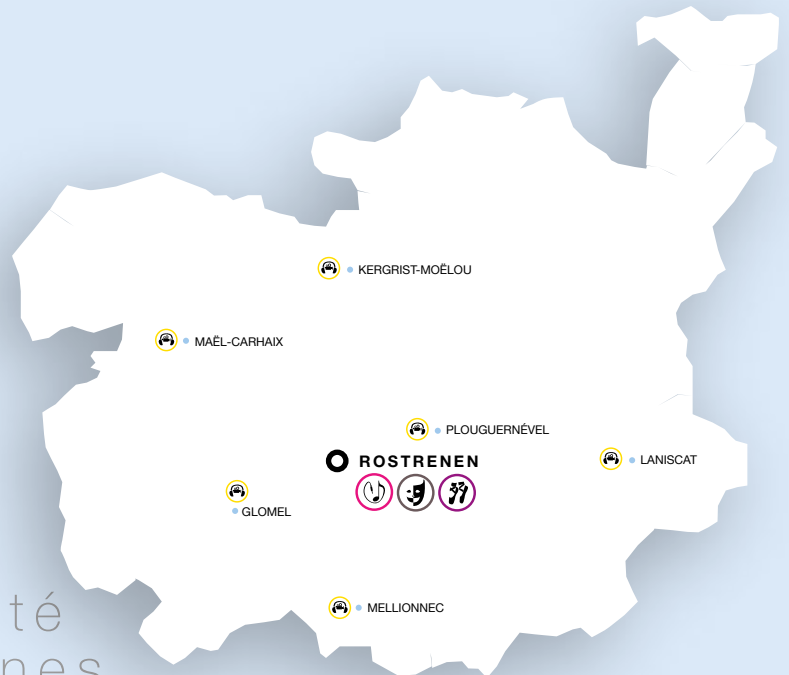 KERGRIST-MOËLOU
MAËL-CARHAIX
PLOUGUERNÉVEL
ROSTRENEN
LANISCAT
GLOMEL
MELLIONNEC
té
nes